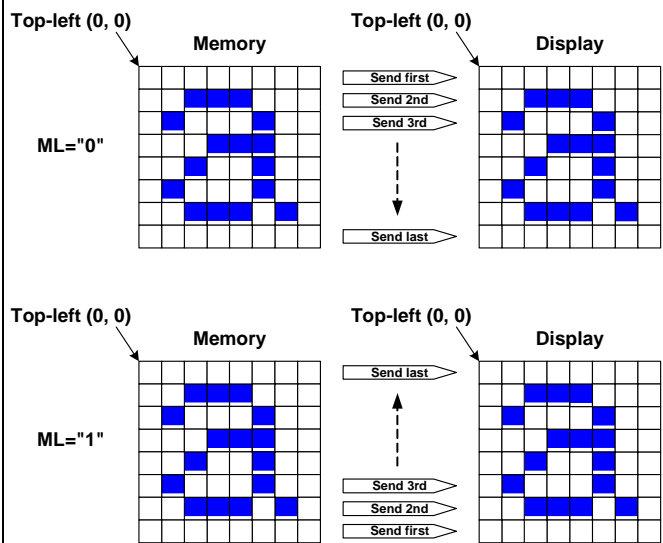 Top-left (0, 0) Top-left (0, 0)
Memory Display
Send first
Send 2nd
Send 3rd
ML="0"
Send last
Top-left (0, 0) Top-left (0, 0)
Memory Display
Send last
ML="1"
Send 3rd
Send 2nd
Send first